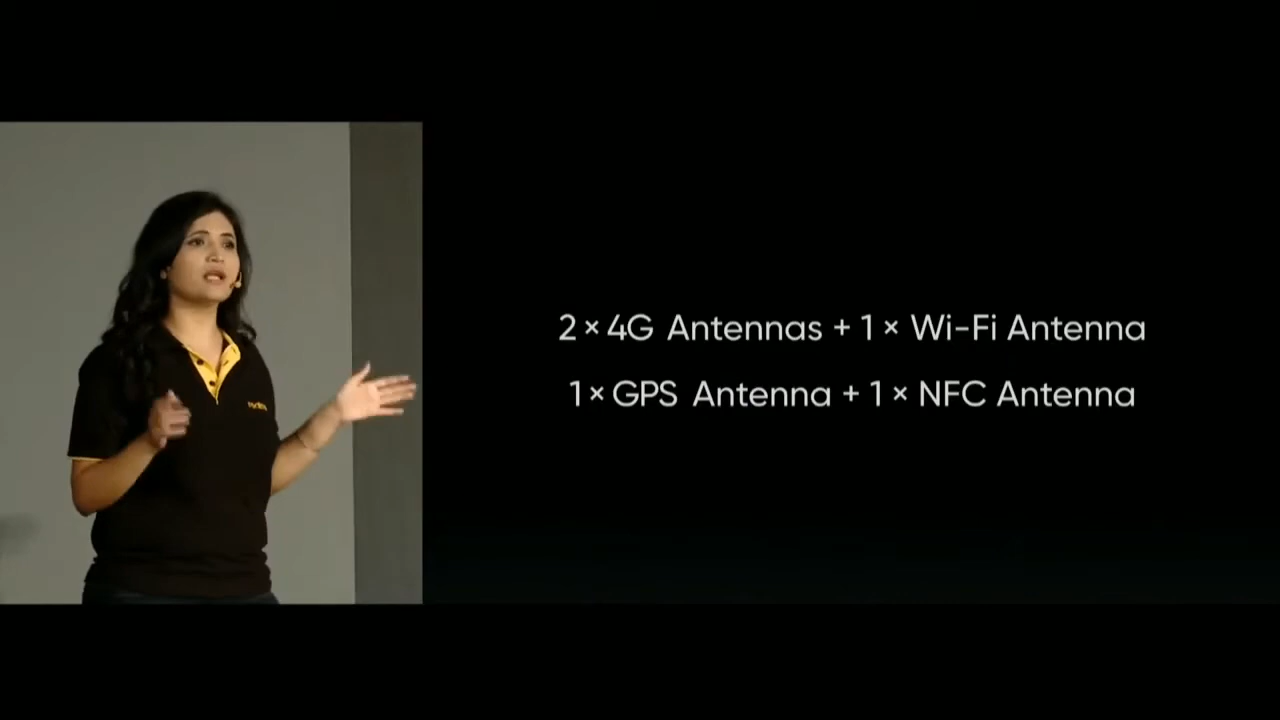 2 × 4G Antennas + 1 × Wi-Fi Antenna
1 × GPS Antenna + 1 × NFC Antenna